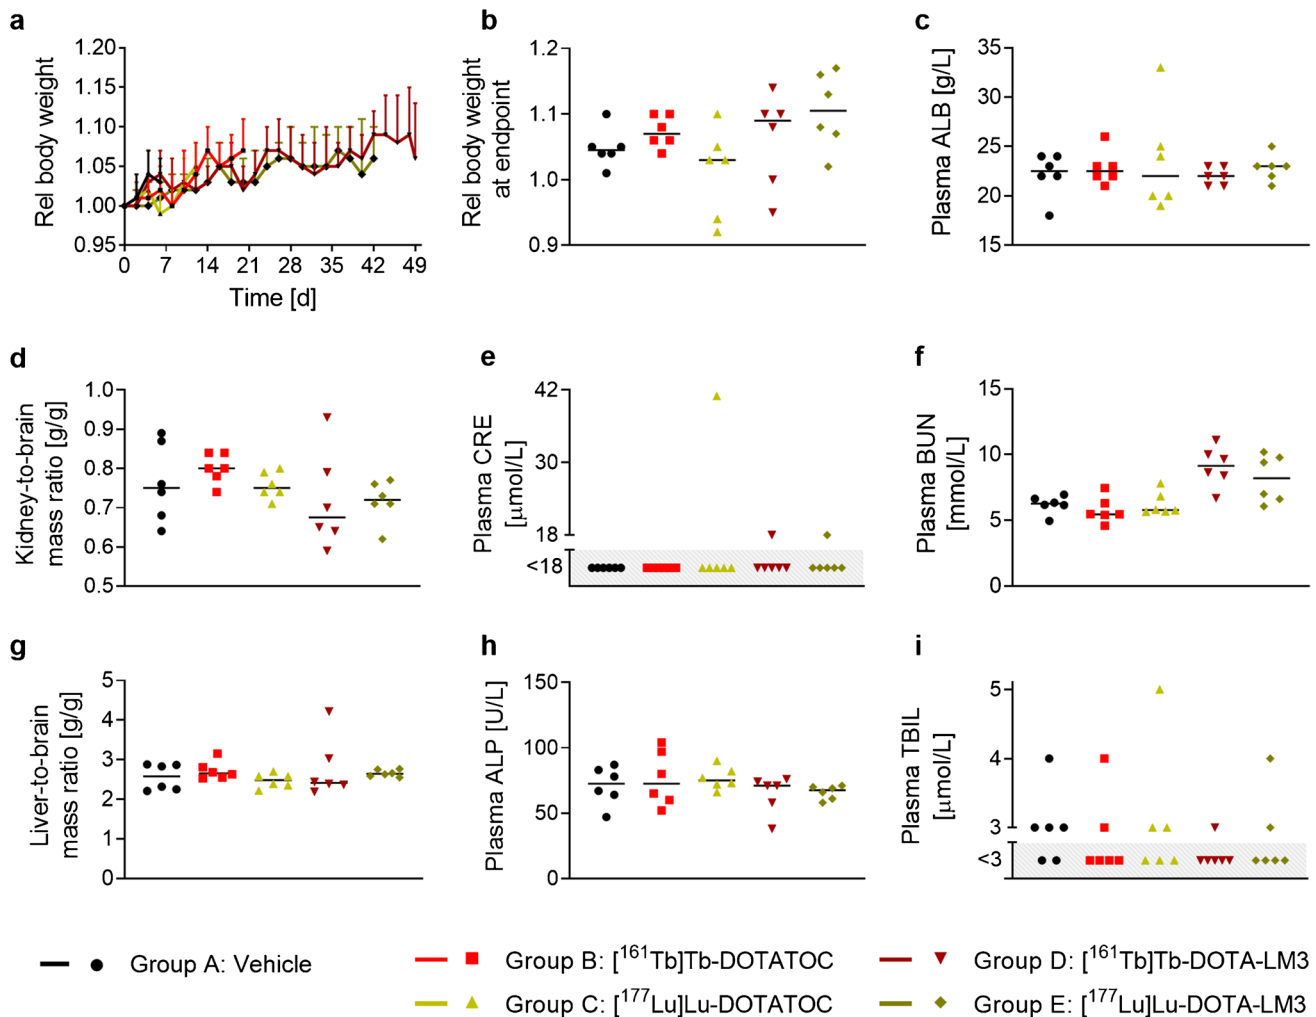 a
Rel body weight
1.20
1.15
1.10
1.05
1.00
0.95
0 7 14 21 28 35 42 49
Time [d]
b
Rel body weight
at endpoint
1.2
1.1
1.0
0.9
c
Plasma ALB [g/L]
35
30
25
20
15
d
Kidney-to-brain
mass ratio [g/g]
1.0
0.9
0.8
0.7
0.6
0.5
e
Plasma CRE
[μmol/L]
42
30
18
<18
f
Plasma BUN
[mmol/L]
15
10
5
0
g
Liver-to-brain
mass ratio [g/g]
5
4
3
2
1
0
h
Plasma ALP [U/L]
150
100
50
0
i
Plasma TBIL
[μmol/L]
5
4
3
<3
Group A: Vehicle
Group B: [¹⁶¹Tb]Tb-DOTATOC
Group C: [¹⁷⁷Lu]Lu-DOTATOC
Group D: [¹⁶¹Tb]Tb-DOTA-LM3
Group E: [¹⁷⁷Lu]Lu-DOTA-LM3